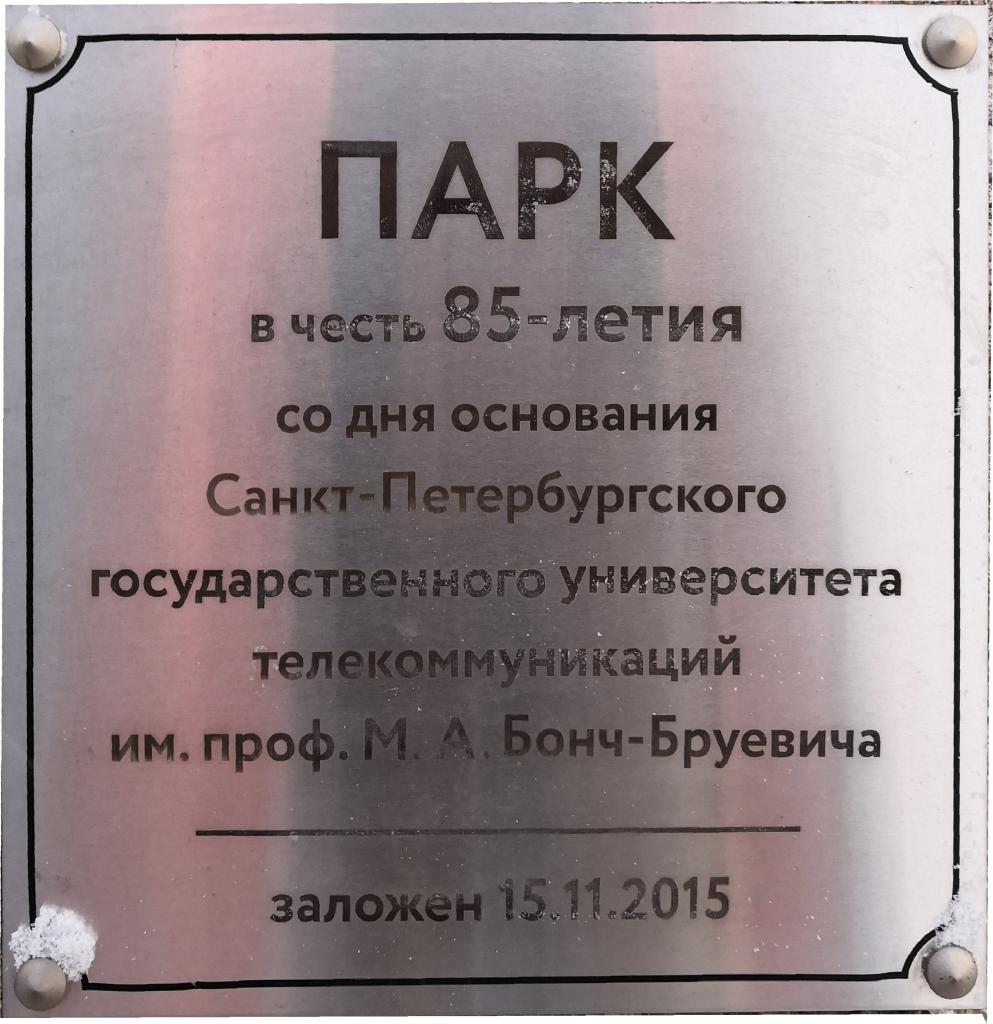 ПАРК
в честь 85-летия
со дня основания
Санкт-Петербургского
государственного университета
телекоммуникаций
им. проф. М. А. Бонч-Бруевича
заложен 15.11.2015